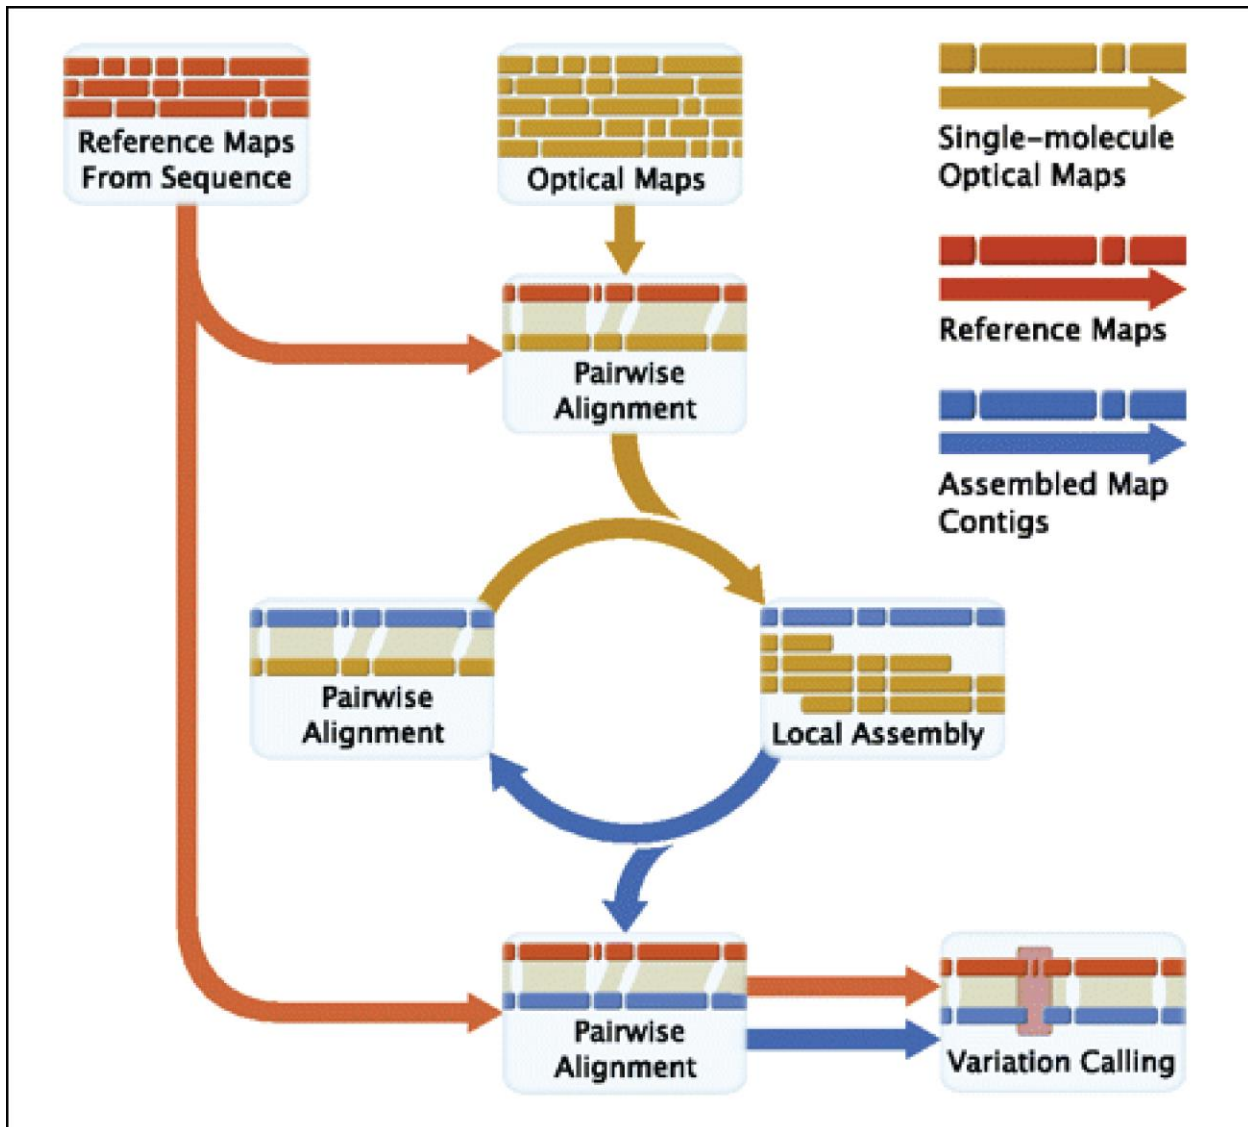 Reference Maps
From Sequence
Optical Maps
Single-molecule
Optical Maps
Reference Maps
Assembled Map
Contigs
Pairwise
Alignment
Pairwise
Alignment
Local Assembly
Pairwise
Alignment
Variation Calling